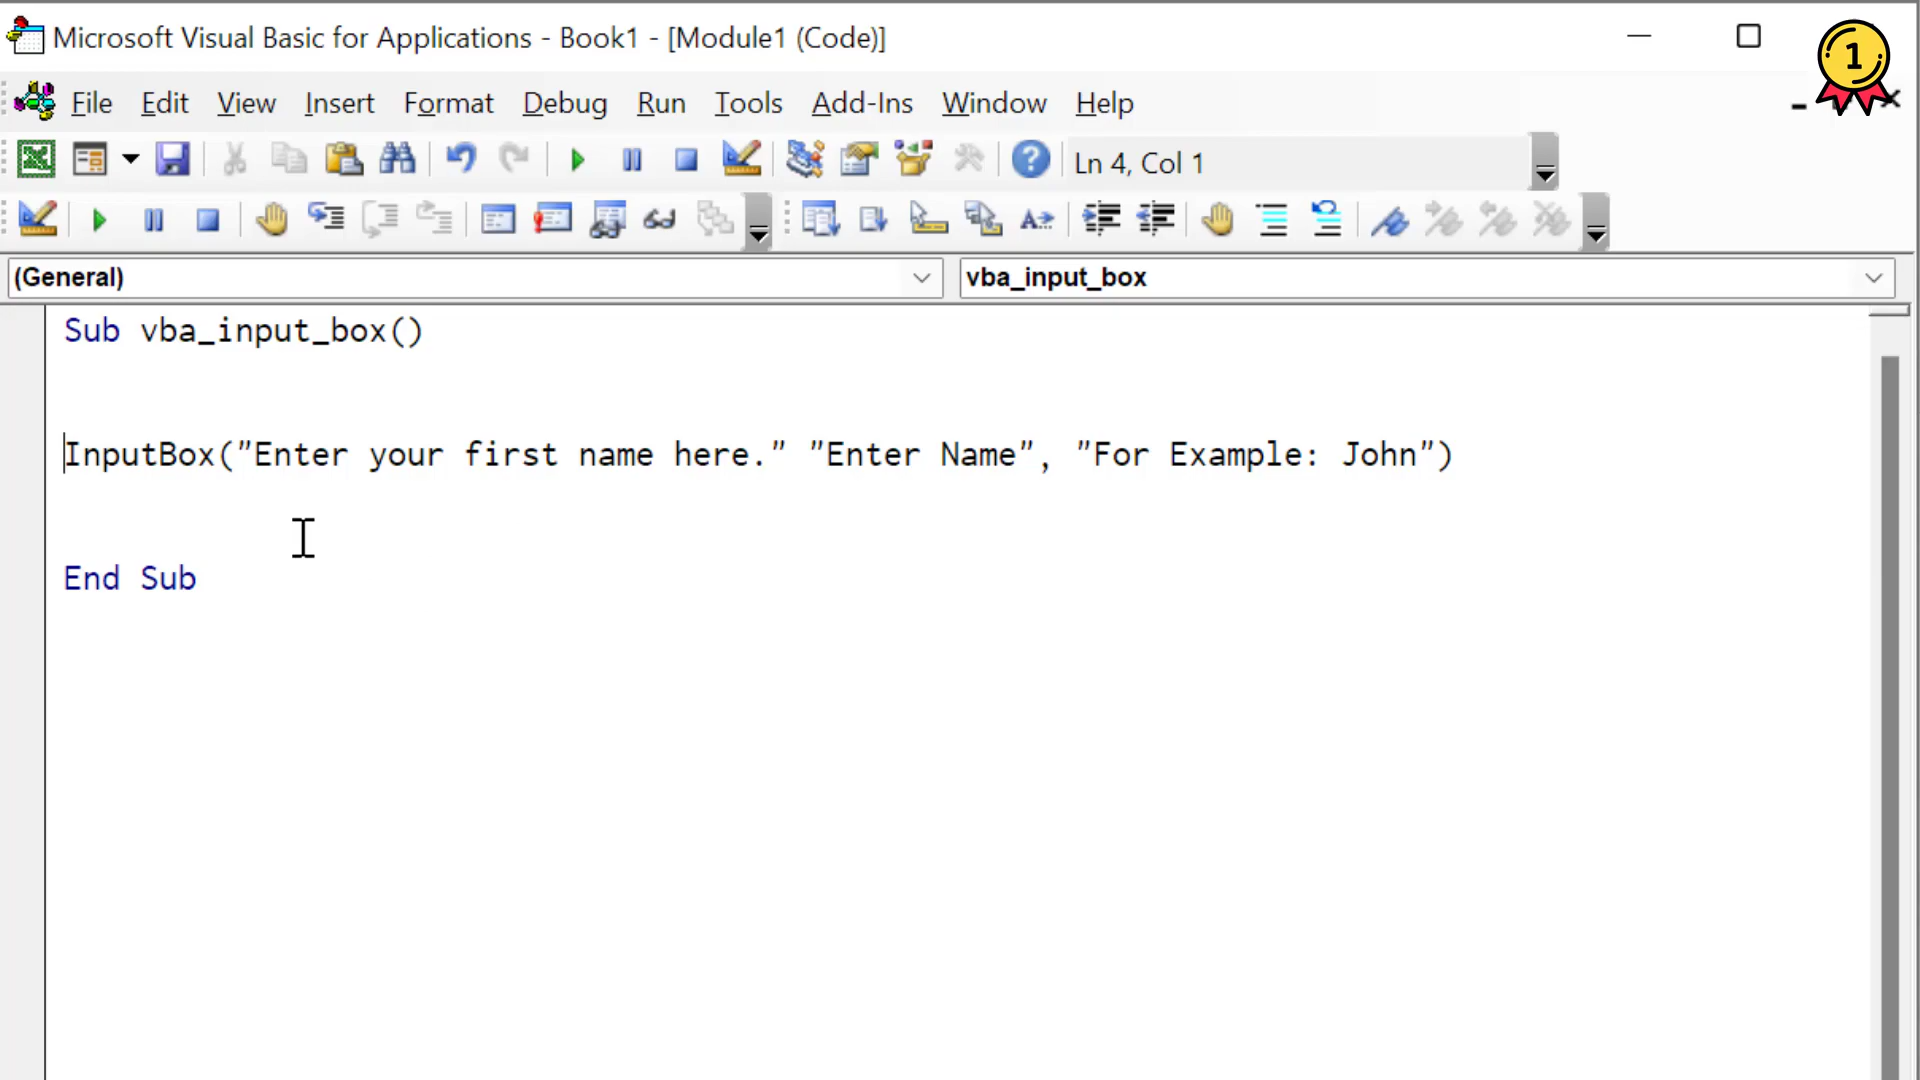 Microsoft Visual Basic for Applications - Book1 - [Module1 (Code)]
1
File Edit View Insert Format Debug Run Tools Add-Ins Window Help
Ln 4, Col 1
(General) vba_input_box
Sub vba_input_box()
InputBox("Enter your first name here." "Enter Name", "For Example: John")
End Sub